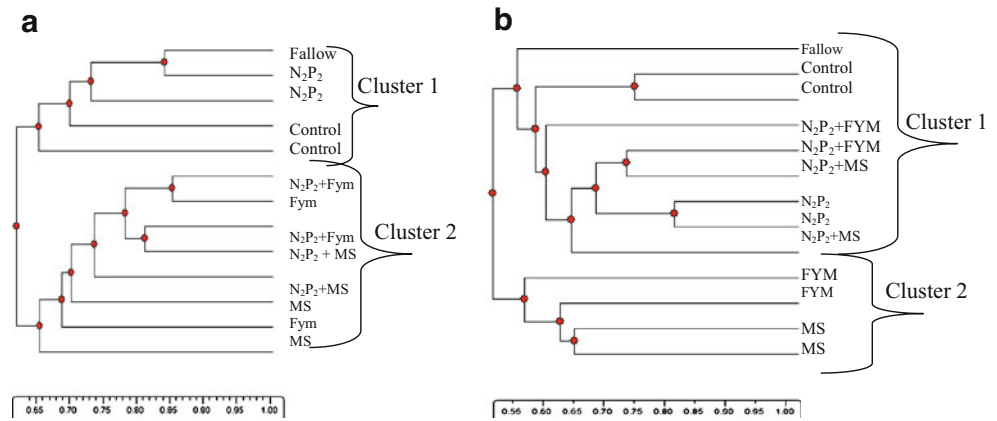 a
Fallow
N₂P₂
N₂P₂
Control
Control
Cluster 1
N₂P₂+Fym
Fym
N₂P₂+Fym
N₂P₂ + MS
N₂P₂+MS
MS
Fym
MS
Cluster 2
0.65 0.70 0.75 0.80 0.85 0.90 0.95 1.00
b
Fallow
Control
Control
N₂P₂+FYM
N₂P₂+FYM
N₂P₂+MS
N₂P₂
N₂P₂
N₂P₂+MS
Cluster 1
FYM
FYM
MS
MS
Cluster 2
0.55 0.60 0.65 0.70 0.75 0.80 0.85 0.90 0.95 1.00